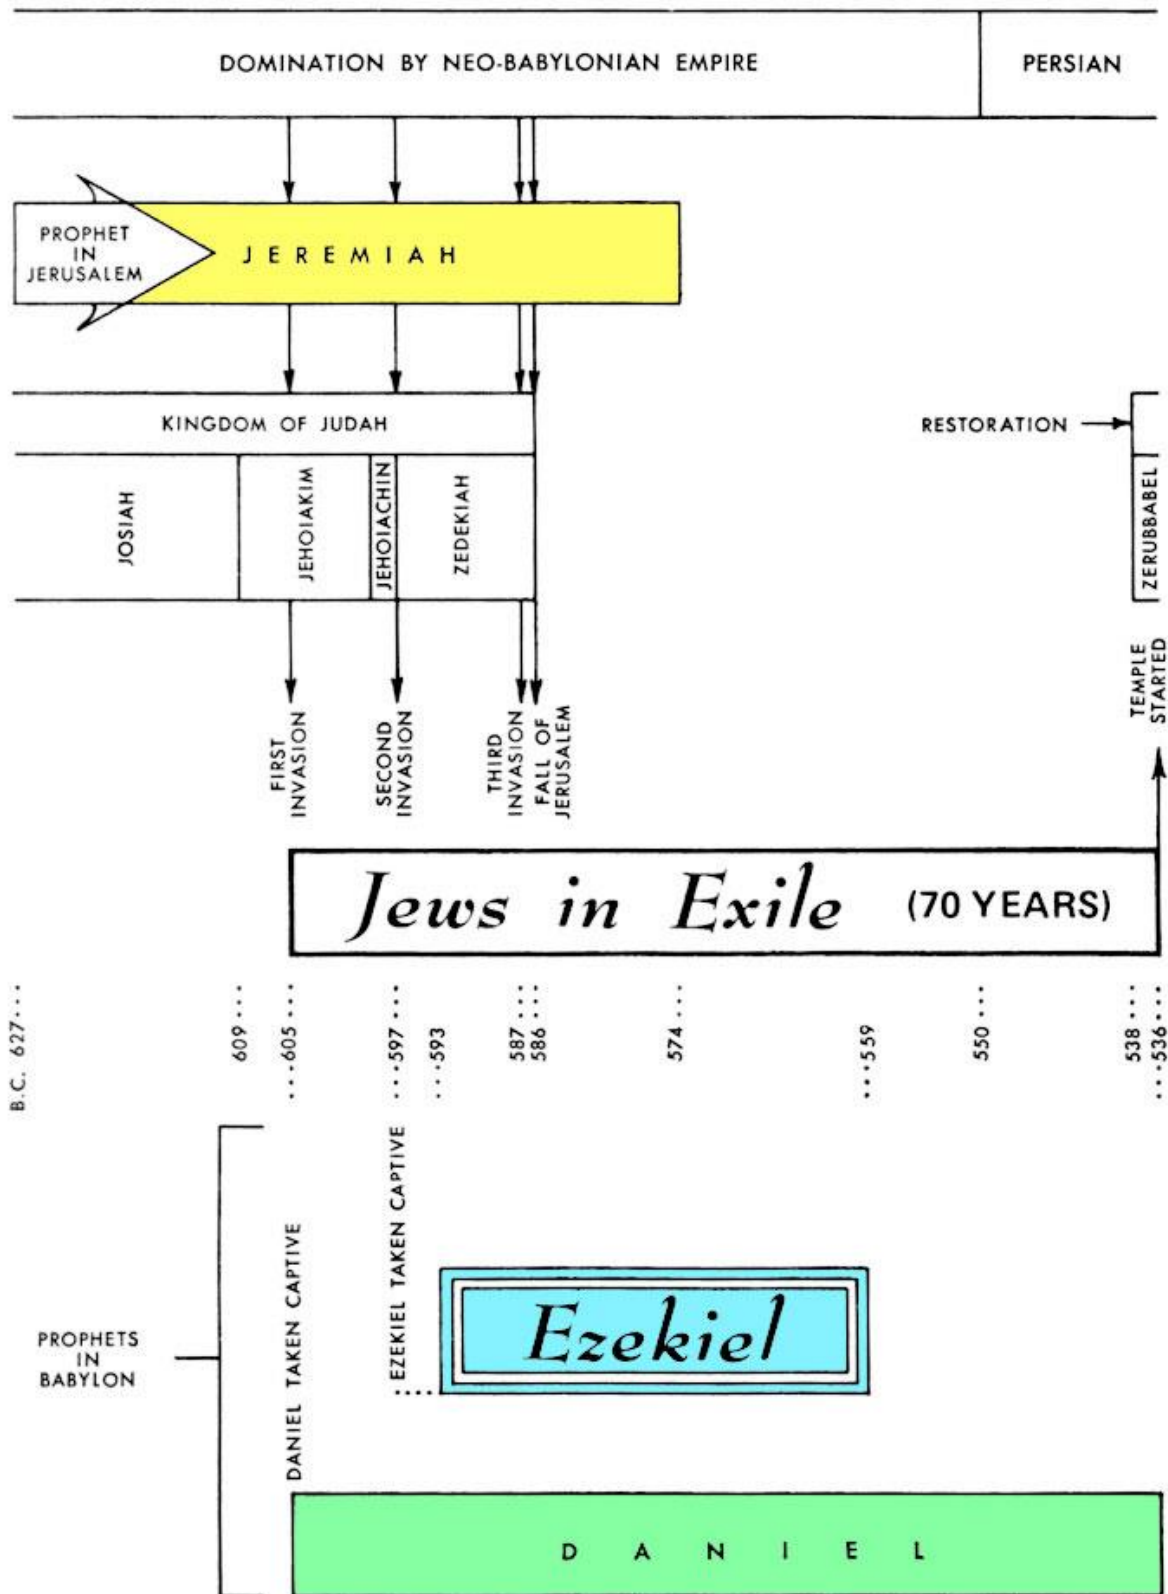 DOMINATION BY NEO-BABYLONIAN EMPIRE
PERSIAN
PROPHET
IN
JERUSALEM
JEREMIAH
KINGDOM OF JUDAH
RESTORATION
JOSIAH
JEHOIAKIM
JEHOIACHIN
ZEDEKIAH
ZERUBBABEL
TEMPLE
STARTED
FIRST
INVASION
SECOND
INVASION
THIRD
INVASION
FALL OF
JERUSALEM
Jews in Exile (70 YEARS)
B.C. 627...
609...
...605...
...597...
...593
587...
586...
574...
...559
550...
538...
...536...
DANIEL TAKEN CAPTIVE
EZEKIEL TAKEN CAPTIVE
PROPHETS
IN
BABYLON
Ezekiel
DANIEL